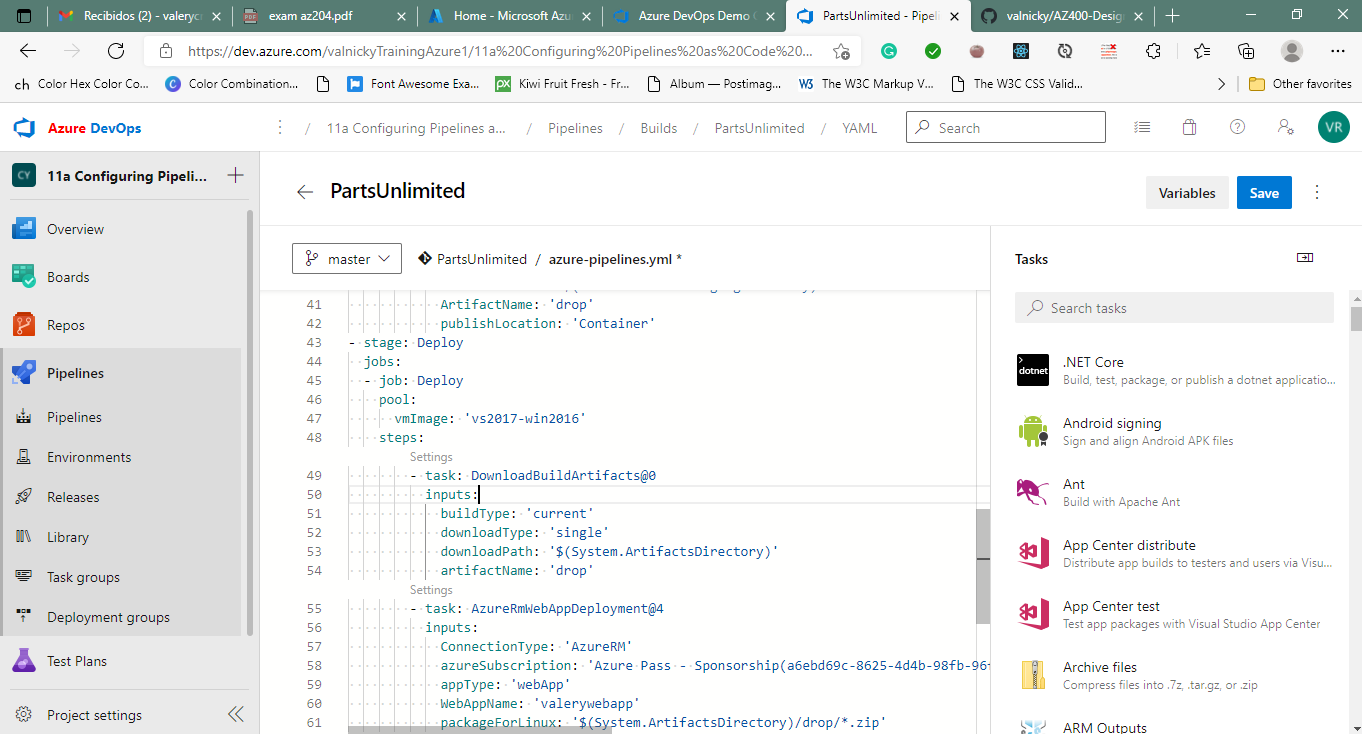 Recibidos (2) - valeryc
exam az204.pdf
Home - Microsoft Azu
Azure DevOps Demo
PartsUnlimited - Pipeli
valnicky/AZ400-Desig
https://dev.azure.com/valnickyTrainingAzure1/11a%20Configuring%20Pipelines%20as%20Code%20...
ch Color Hex Color Co...
C Color Combination...
Font Awesome Exa...
px Kiwi Fruit Fresh - Fr...
Album — Postimag...
W3 The W3C Markup V...
The W3C CSS Valid...
Other favorites
Azure DevOps
/ 11a Configuring Pipelines a... / Pipelines / Builds / PartsUnlimited / YAML
Search
VR
CY 11a Configuring Pipeli...
Overview
Boards
Repos
Pipelines
Pipelines
Environments
Releases
Library
Task groups
Deployment groups
Test Plans
Project settings
PartsUnlimited
Variables
Save
master
PartsUnlimited / azure-pipelines.yml *
41 ArtifactName: 'drop'
42 publishLocation: 'Container'
43 - stage: Deploy
44 jobs:
45 - job: Deploy
46 pool:
47 vmImage: 'vs2017-win2016'
48 steps:
Settings
49 - task: DownloadBuildArtifacts@0
50 inputs:
51 buildType: 'current'
52 downloadType: 'single'
53 downloadPath: '$(System.ArtifactsDirectory)'
54 artifactName: 'drop'
Settings
55 - task: AzureRmWebAppDeployment@4
56 inputs:
57 ConnectionType: 'AzureRM'
58 azureSubscription: 'Azure Pass - Sponsorship(a6ebd69c-8625-4d4b-98fb-96f
59 appType: 'webApp'
60 WebAppName: 'valerywebapp'
61 packageForLinux: '$(System.ArtifactsDirectory)/drop/*.zip'
Tasks
Search tasks
dotnet
.NET Core
Build, test, package, or publish a dotnet applicatio...
Android signing
Sign and align Android APK files
Ant
Build with Apache Ant
App Center distribute
Distribute app builds to testers and users via Visu...
App Center test
Test app packages with Visual Studio App Center
Archive files
Compress files into .7z, .tar.gz, or .zip
ARM Outputs